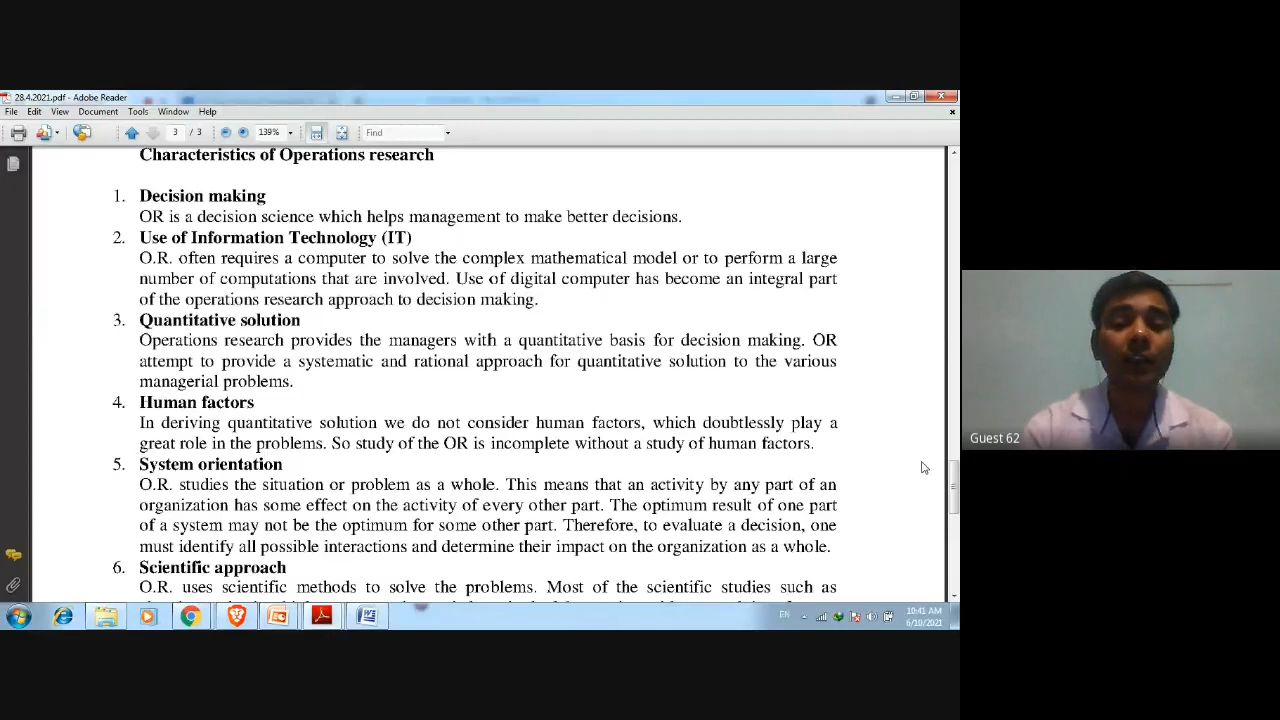 28.4.2021.pdf - Adobe Reader
File Edit View Document Tools Window Help
3 / 3 139% Find
Characteristics of Operations research
1. Decision making
OR is a decision science which helps management to make better decisions.
2. Use of Information Technology (IT)
O.R. often requires a computer to solve the complex mathematical model or to perform a large
number of computations that are involved. Use of digital computer has become an integral part
of the operations research approach to decision making.
3. Quantitative solution
Operations research provides the managers with a quantitative basis for decision making. OR
attempt to provide a systematic and rational approach for quantitative solution to the various
managerial problems.
4. Human factors
In deriving quantitative solution we do not consider human factors, which doubtlessly play a
great role in the problems. So study of the OR is incomplete without a study of human factors.
5. System orientation
O.R. studies the situation or problem as a whole. This means that an activity by any part of an
organization has some effect on the activity of every other part. The optimum result of one part
of a system may not be the optimum for some other part. Therefore, to evaluate a decision, one
must identify all possible interactions and determine their impact on the organization as a whole.
6. Scientific approach
O.R. uses scientific methods to solve the problems. Most of the scientific studies such as
Guest 62
EN
10:41 AM
6/10/2021